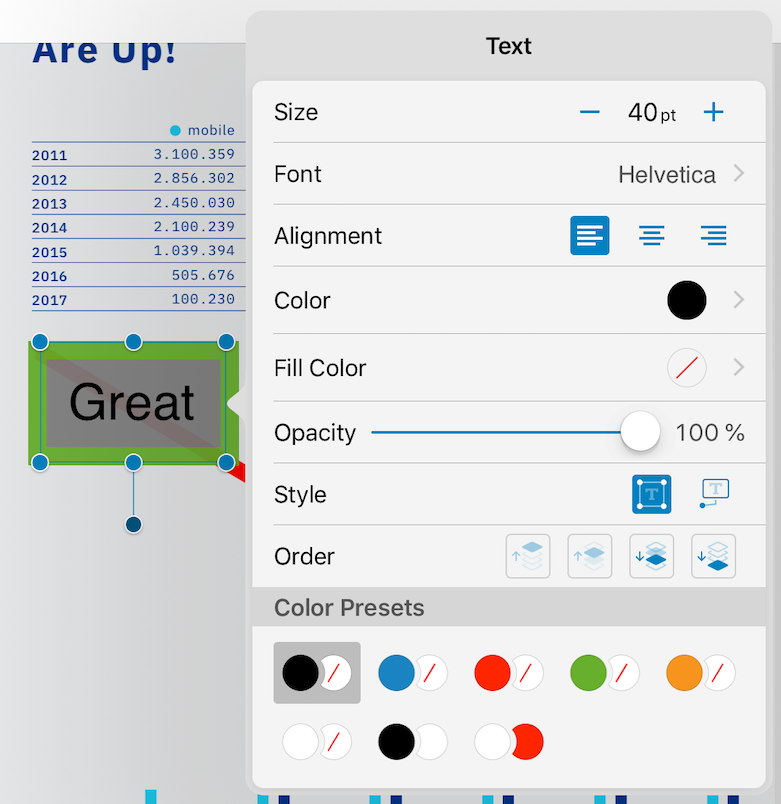 Are Up!
mobile
2011 3.100.359
2012 2.856.302
2013 2.450.030
2014 2.100.239
2015 1.039.394
2016 505.676
2017 100.230
Great
Text
Size 40 pt
Font Helvetica
Alignment
Color
Fill Color
Opacity 100 %
Style T T
Order
Color Presets